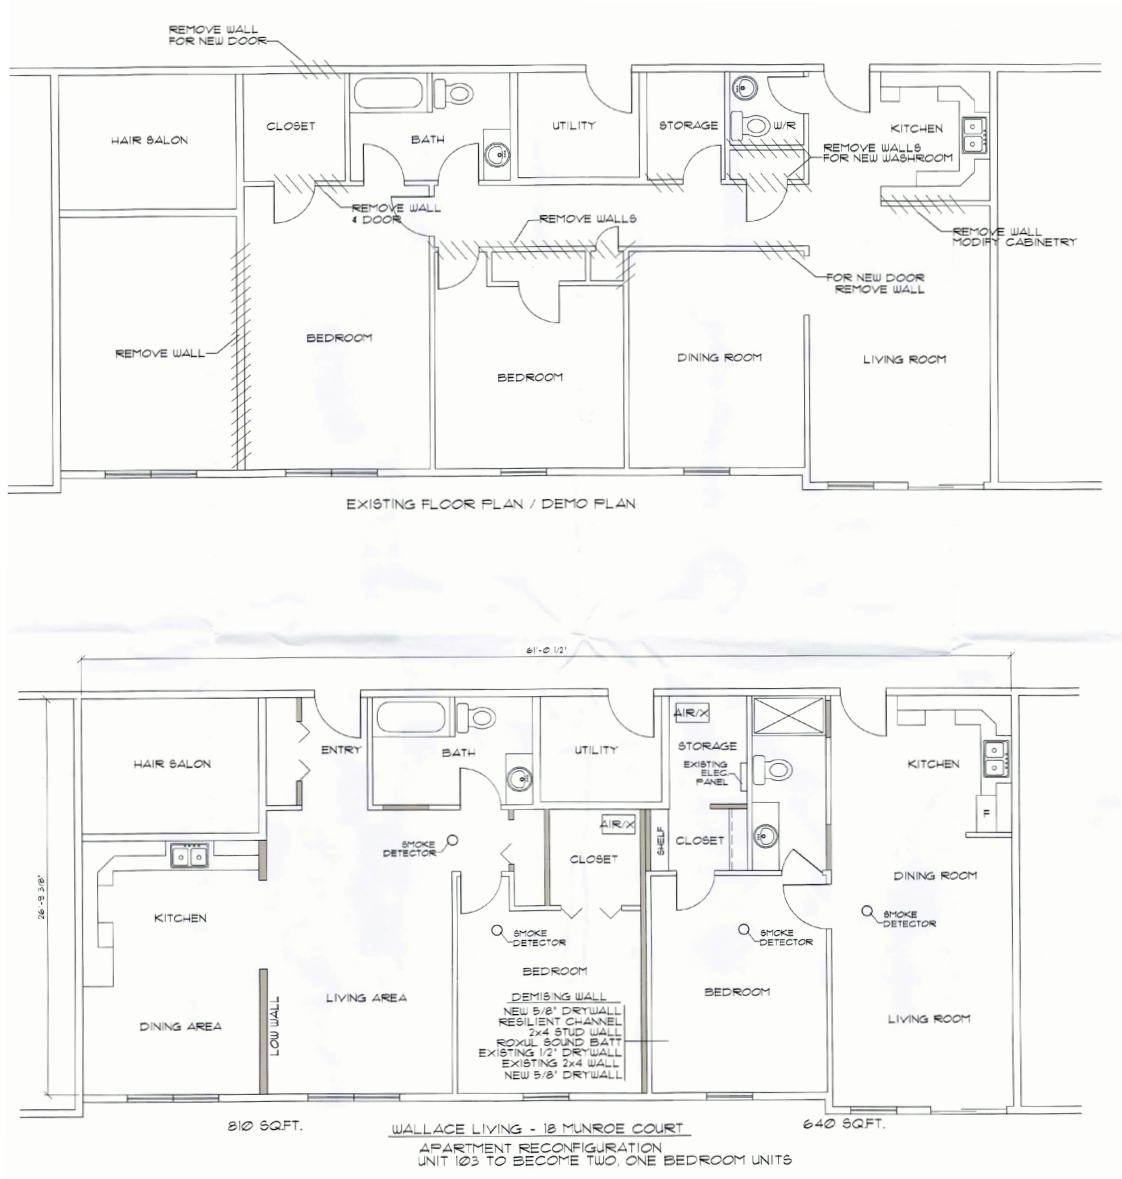 REMOVE WALL
FOR NEW DOOR
HAIR SALON
CLOSET
BATH
UTILITY
STORAGE
W/R
KITCHEN
REMOVE WALLS
FOR NEW WASHROOM
REMOVE WALL
& DOOR
REMOVE WALLS
REMOVE WALL
MODIFY CABINETRY
FOR NEW DOOR
REMOVE WALL
REMOVE WALL
BEDROOM
BEDROOM
DINING ROOM
LIVING ROOM
EXISTING FLOOR PLAN / DEMO PLAN
61'-0 1/2"
HAIR SALON
ENTRY
BATH
UTILITY
AIR/X
STORAGE
EXISTING
ELEC.
PANEL
KITCHEN
F
AIR/X
SMOKE
DETECTOR
CLOSET
SHELF
CLOSET
DINING ROOM
26'-8 3/8"
KITCHEN
SMOKE
DETECTOR
SMOKE
DETECTOR
SMOKE
DETECTOR
BEDROOM
BEDROOM
LIVING AREA
DINING AREA
LOW WALL
LIVING ROOM
DEMISING WALL
NEW 5/8" DRYWALL
RESILIENT CHANNEL
2x4 STUD WALL
ROXUL SOUND BATT
EXISTING 1/2" DRYWALL
EXISTING 2x4 WALL
NEW 5/8" DRYWALL
810 SQ.FT.
640 SQ.FT.
WALLACE LIVING - 18 MUNROE COURT
APARTMENT RECONFIGURATION
UNIT 103 TO BECOME TWO, ONE BEDROOM UNITS